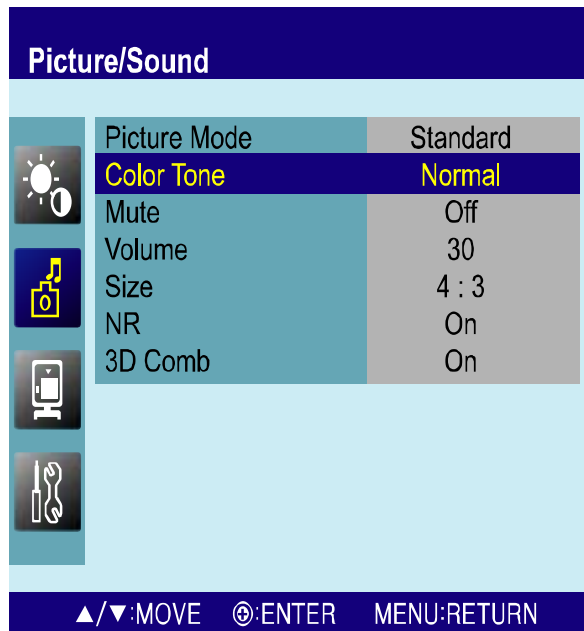 Picture/Sound
Picture Mode Standard
Color Tone Normal
Mute Off
Volume 30
Size 4 : 3
NR On
3D Comb On
▲/▼:MOVE ⊕:ENTER MENU:RETURN